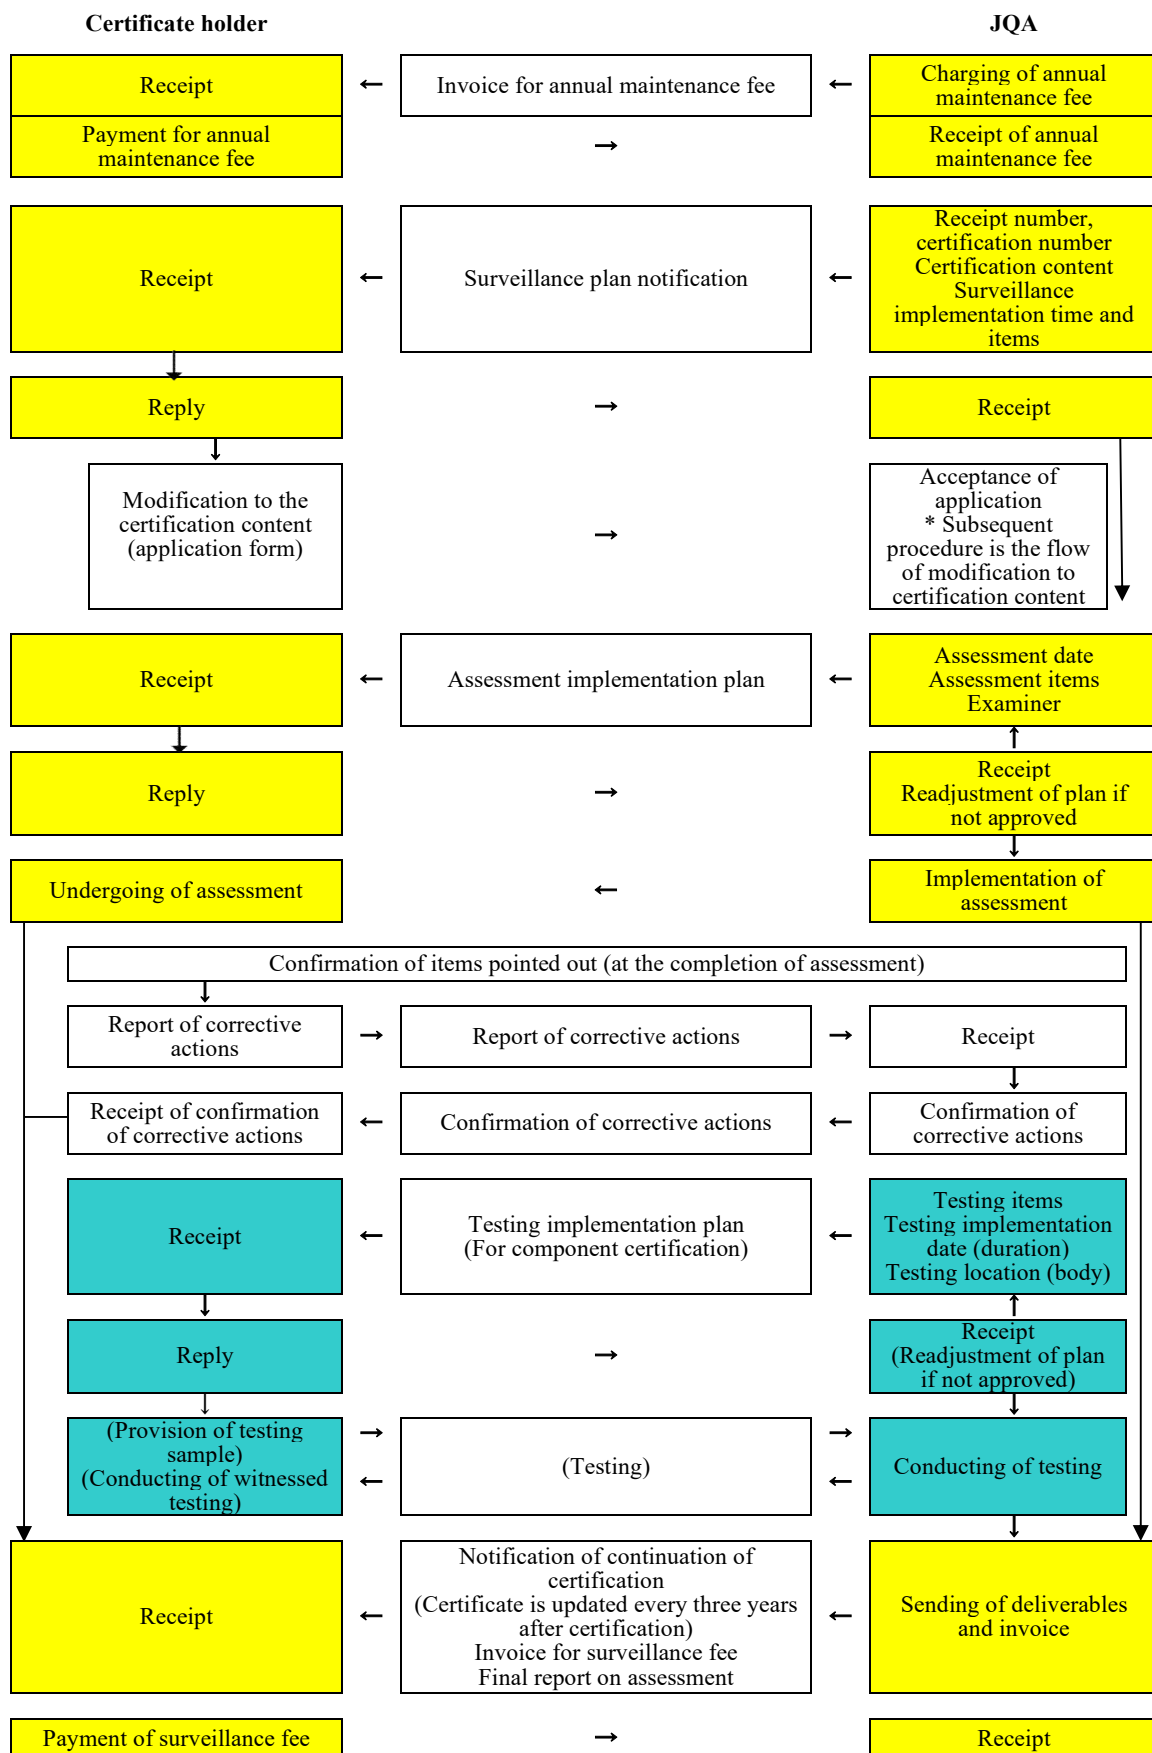 Certificate holder
JQA
Receipt
←
Invoice for annual maintenance fee
←
Charging of annual
maintenance fee
Payment for annual
maintenance fee
→
Receipt of annual
maintenance fee
Receipt
←
Surveillance plan notification
←
Receipt number,
certification number
Certification content
Surveillance
implementation time and
items
Reply
→
Receipt
Modification to the
certification content
(application form)
→
Acceptance of
application
* Subsequent
procedure is the flow
of modification to
certification content
Receipt
←
Assessment implementation plan
←
Assessment date
Assessment items
Examiner
Reply
→
Receipt
Readjustment of plan if
not approved
Undergoing of assessment
←
Implementation of
assessment
Confirmation of items pointed out (at the completion of assessment)
Report of corrective
actions
→
Report of corrective actions
→
Receipt
Receipt of confirmation
of corrective actions
←
Confirmation of corrective actions
←
Confirmation of
corrective actions
Receipt
←
Testing implementation plan
(For component certification)
←
Testing items
Testing implementation
date (duration)
Testing location (body)
Reply
→
Receipt
(Readjustment of plan
if not approved)
(Provision of testing
sample)
(Conducting of witnessed
testing)
→
←
(Testing)
→
←
Conducting of testing
Receipt
←
Notification of continuation of
certification
(Certificate is updated every three years
after certification)
Invoice for surveillance fee
Final report on assessment
←
Sending of deliverables
and invoice
Payment of surveillance fee
→
Receipt